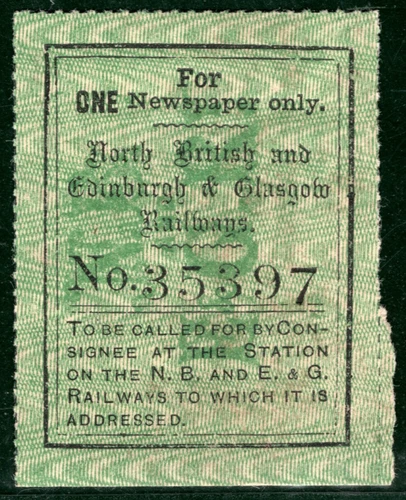 For
ONE Newspaper only.
North British and
Edinburgh & Glasgow
Railways.
No. 35397
TO BE CALLED FOR BY CON-
SIGNEE AT THE STATION
ON THE N. B. AND E. & G.
RAILWAYS TO WHICH IT IS
ADDRESSED.